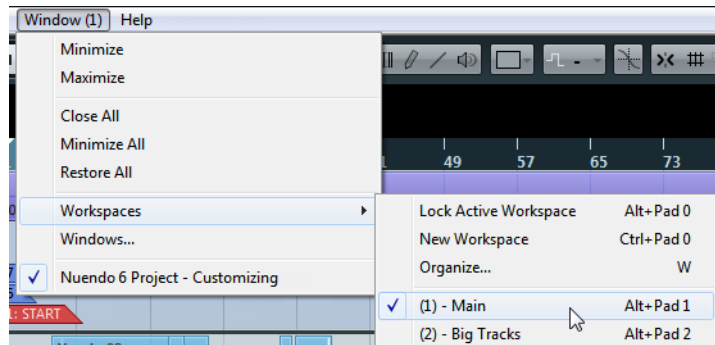 Window (1) Help
Minimize
Maximize
Close All
Minimize All
Restore All
49 57 65 73
Workspaces
Windows...
Nuendo 6 Project - Customizing
Lock Active Workspace Alt+Pad 0
New Workspace Ctrl+Pad 0
Organize... W
(1) - Main Alt+Pad 1
(2) - Big Tracks Alt+Pad 2
: START